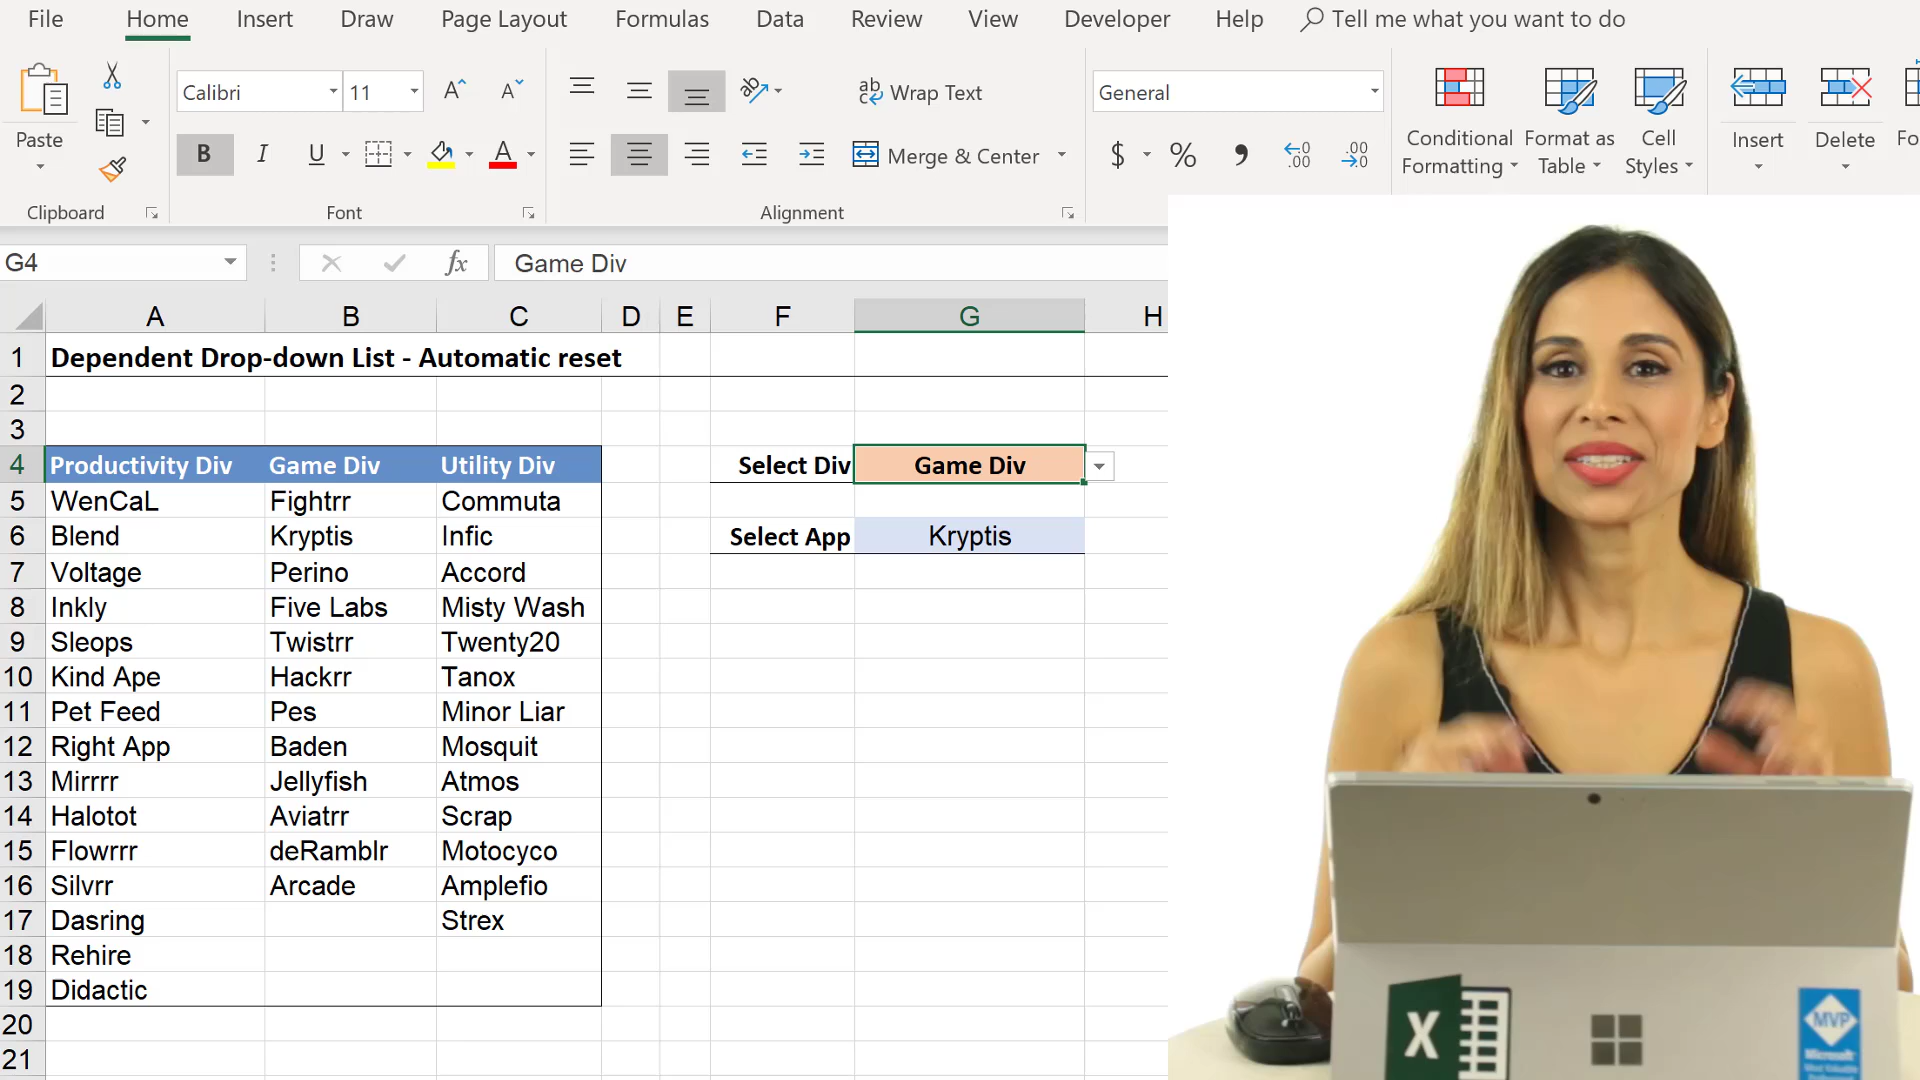 File Home Insert Draw Page Layout Formulas Data Review View Developer Help Tell me what you want to do
Calibri 11 Wrap Text General
Paste Conditional Formatting Format as Table Cell Styles Insert Delete
B I U Merge & Center $ % 9
Clipboard Font Alignment
G4 fx Game Div
A B C D E F G H
1 Dependent Drop-down List - Automatic reset
2
3
4 Productivity Div Game Div Utility Div Select Div Game Div
5 WenCaL Fightrr Commuta
6 Blend Kryptis Infic Select App Kryptis
7 Voltage Perino Accord
8 Inkly Five Labs Misty Wash
9 Sleops Twistrr Twenty20
10 Kind Ape Hackrr Tanox
11 Pet Feed Pes Minor Liar
12 Right App Baden Mosquit
13 Mirrrr Jellyfish Atmos
14 Halotot Aviatrr Scrap
15 Flowrrr deRamblr Motocyco
16 Silvrr Arcade Amplefio
17 Dasring Strex
18 Rehire
19 Didactic
20
21
X
MVP
Microsoft